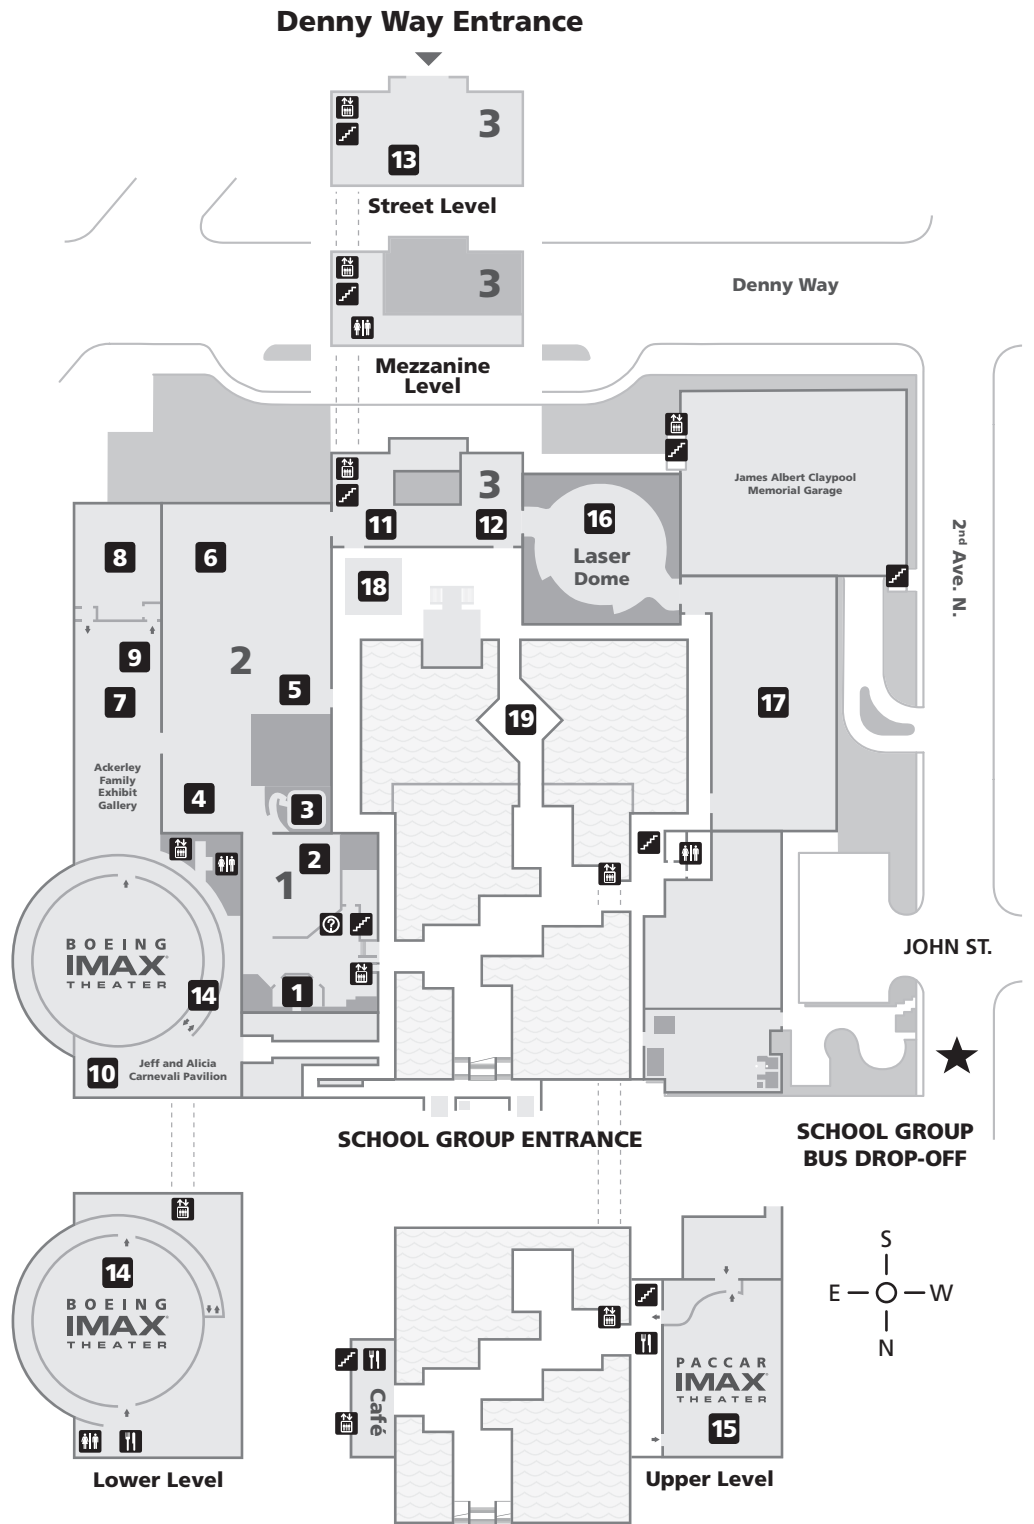 Denny Way Entrance
3
13
Street Level
3
Denny Way
Mezzanine
Level
3
11
12
16
Laser
Dome
James Albert Claypool
Memorial Garage
2nd Ave. N.
8
6
18
9
2
7
5
19
17
Ackerley
Family
Exhibit
Gallery
4
3
2
1
?
BOEING
IMAX
THEATER
14
1
JOHN ST.
10
Jeff and Alicia
Carnevali Pavilion
SCHOOL GROUP ENTRANCE
SCHOOL GROUP
BUS DROP-OFF
14
BOEING
IMAX
THEATER
Lower Level
Café
PACCAR
IMAX
THEATER
15
Upper Level
S
E
W
N